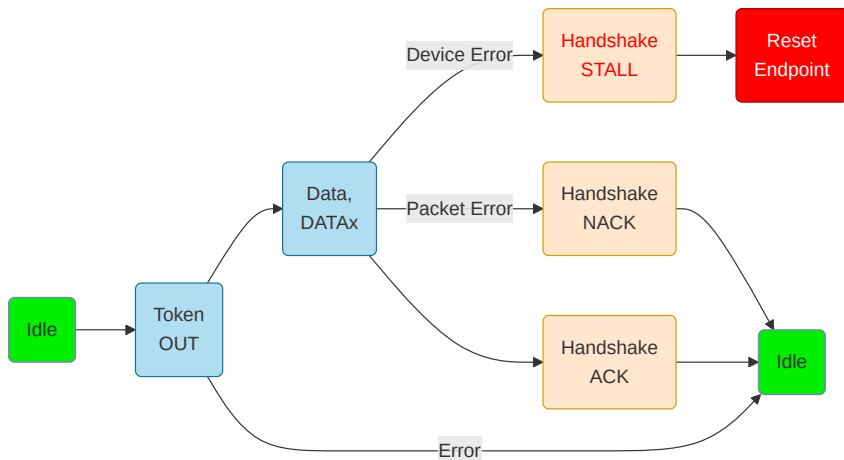 Device Error
Handshake
STALL
Reset
Endpoint
Data,
DATAx
Packet Error
Handshake
NACK
Idle
Token
OUT
Handshake
ACK
Idle
Error